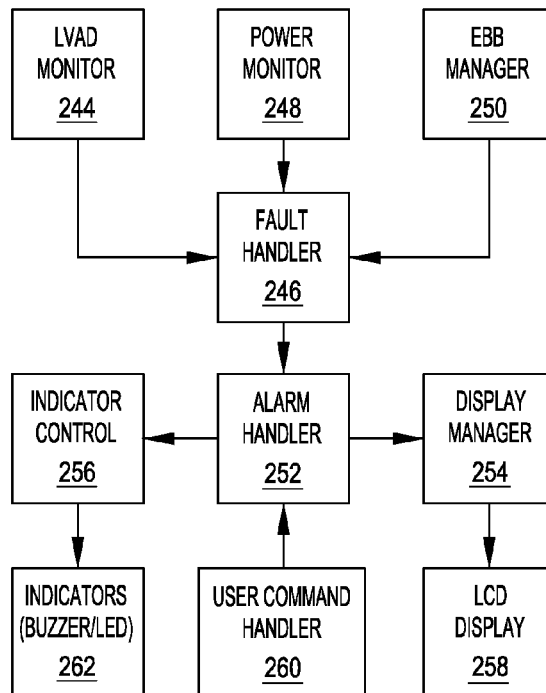 LVAD
MONITOR
244
POWER
MONITOR
248
EBB
MANAGER
250
FAULT
HANDLER
246
INDICATOR
CONTROL
256
ALARM
HANDLER
252
DISPLAY
MANAGER
254
INDICATORS
(BUZZER/LED)
262
USER COMMAND
HANDLER
260
LCD
DISPLAY
258